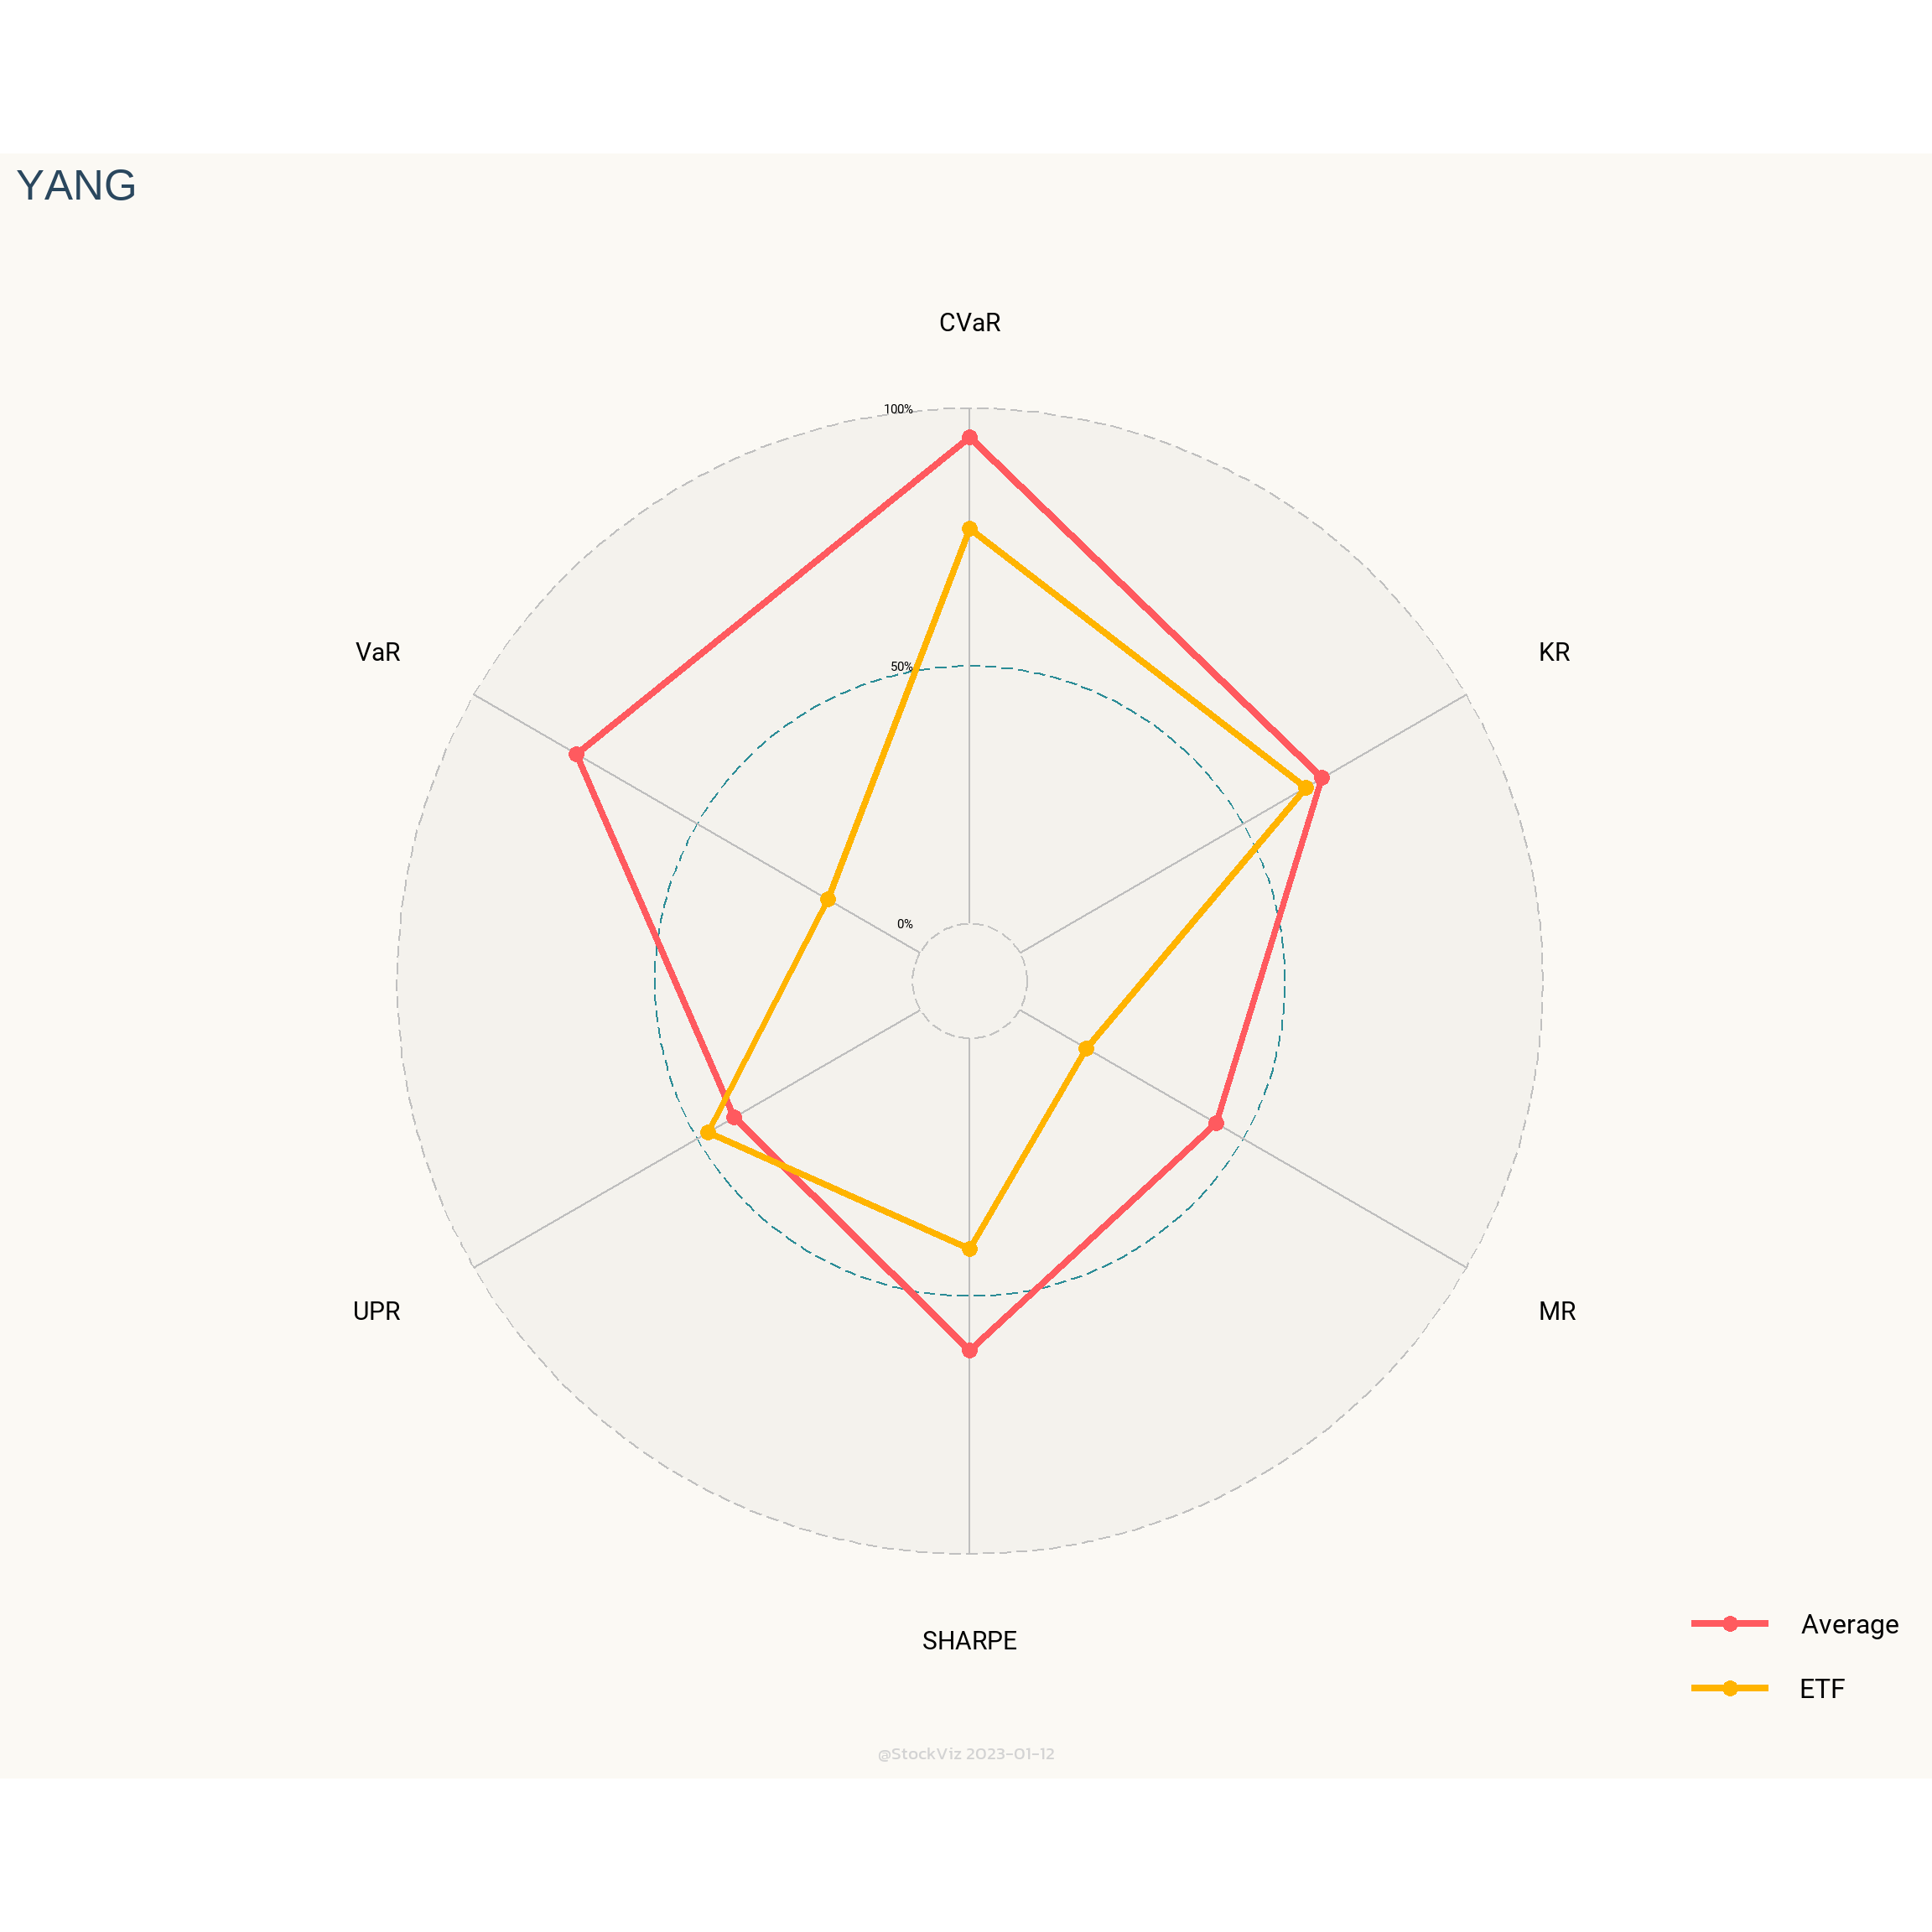 YANG
CVaR
100%
VaR
KR
50%
0%
UPR
MR
SHARPE
Average
ETF
@StockViz 2023-01-12